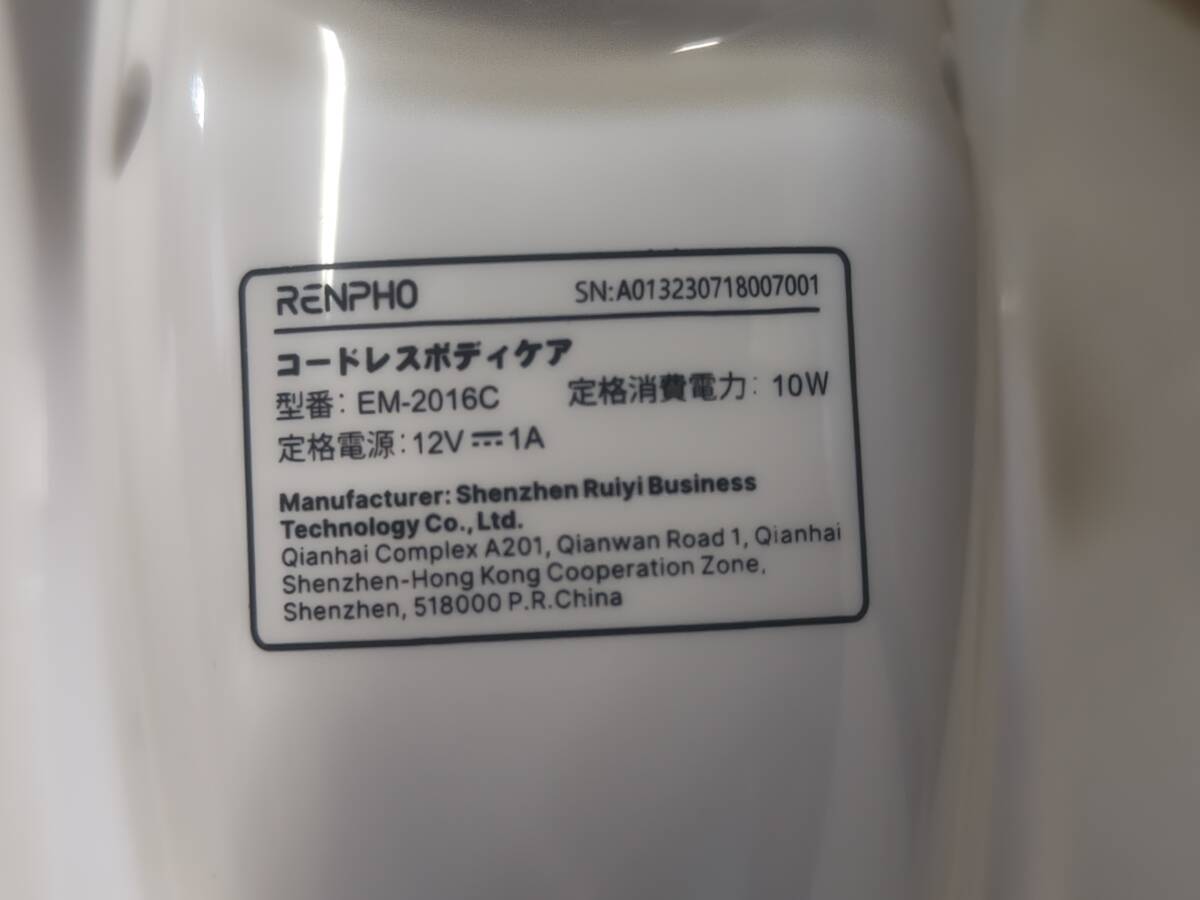 RENPHO SN:A013230718007001
コードレスボディケア
型番: EM-2016C 定格消費電力: 10W
定格電源:12V⎓1A
Manufacturer: Shenzhen Ruiyi Business
Technology Co., Ltd.
Qianhai Complex A201, Qianwan Road 1, Qianhai
Shenzhen-Hong Kong Cooperation Zone,
Shenzhen, 518000 P.R.China